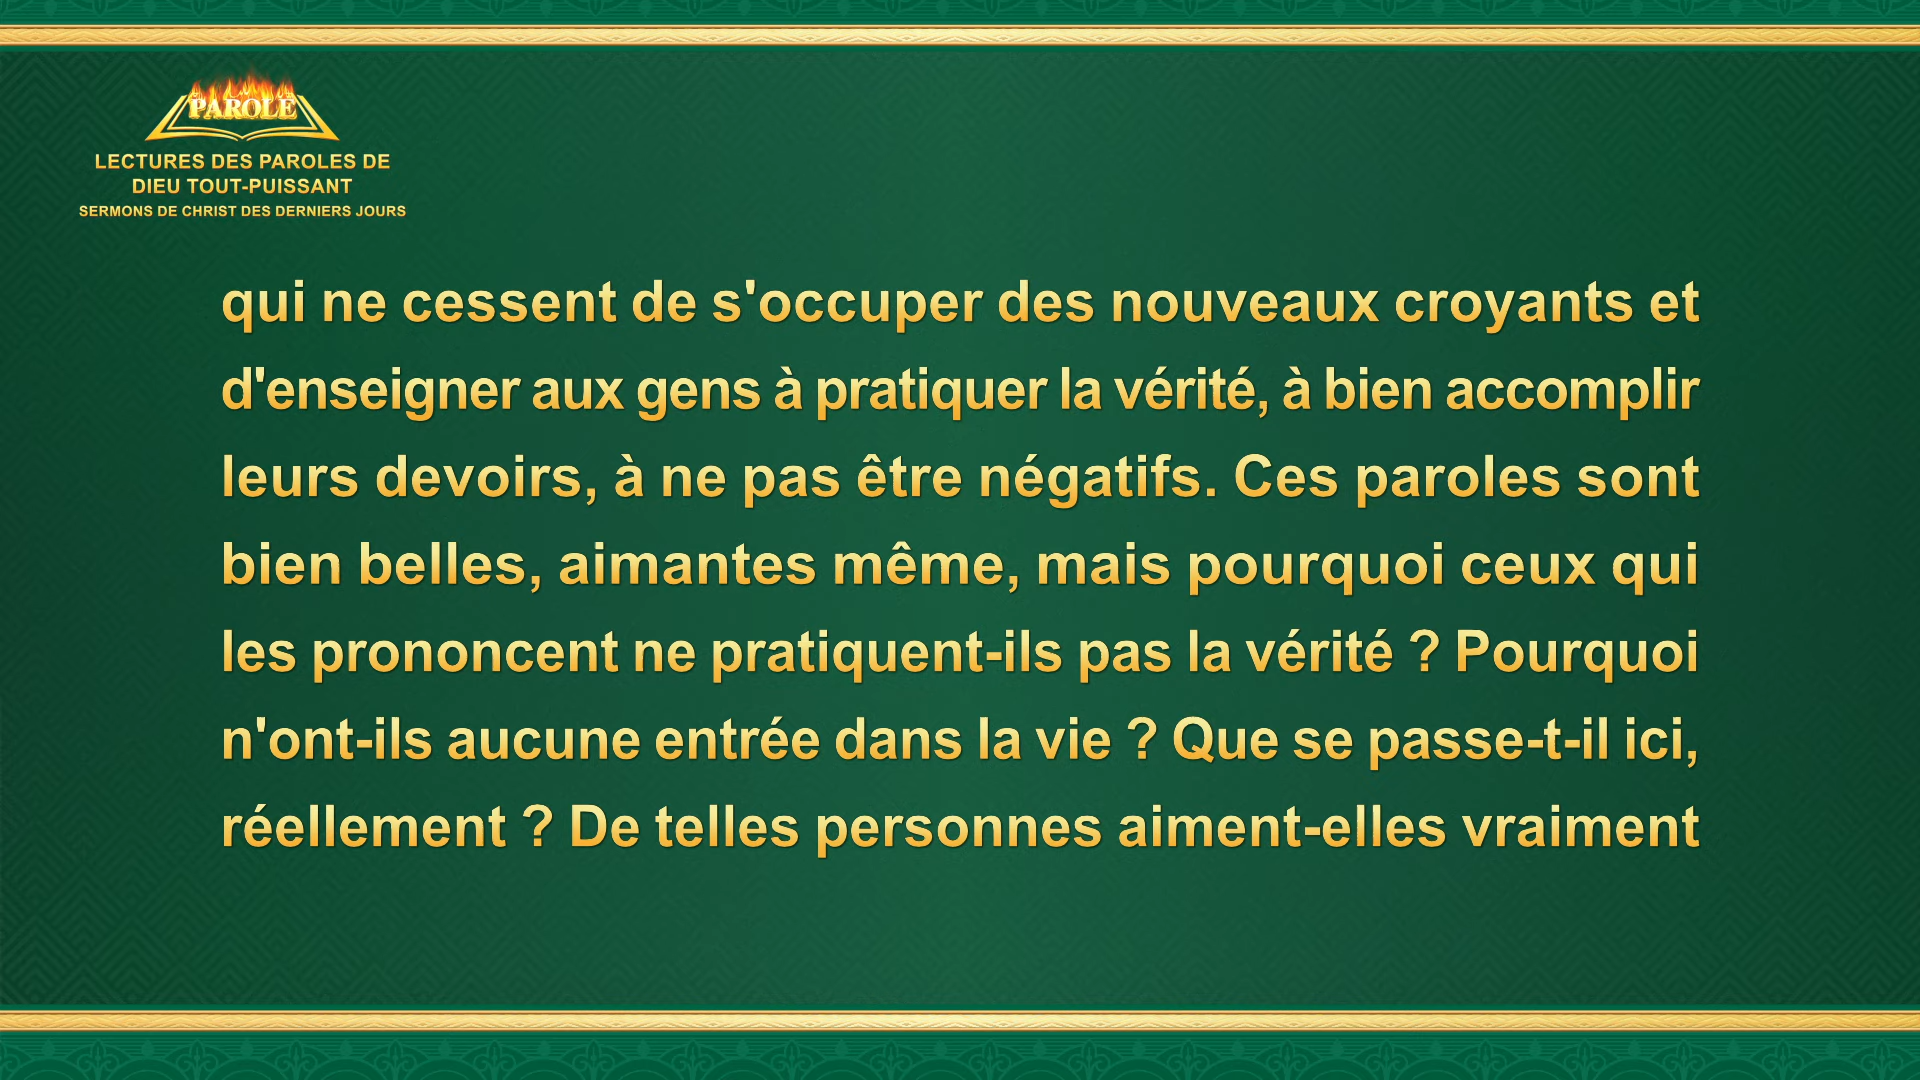 PAROLE
LECTURES DES PAROLES DE
DIEU TOUT-PUISSANT
SERMONS DE CHRIST DES DERNIERS JOURS
qui ne cessent de s'occuper des nouveaux croyants et
d'enseigner aux gens à pratiquer la vérité, à bien accomplir
leurs devoirs, à ne pas être négatifs. Ces paroles sont
bien belles, aimantes même, mais pourquoi ceux qui
les prononcent ne pratiquent-ils pas la vérité ? Pourquoi
n'ont-ils aucune entrée dans la vie ? Que se passe-t-il ici,
réellement ? De telles personnes aiment-elles vraiment